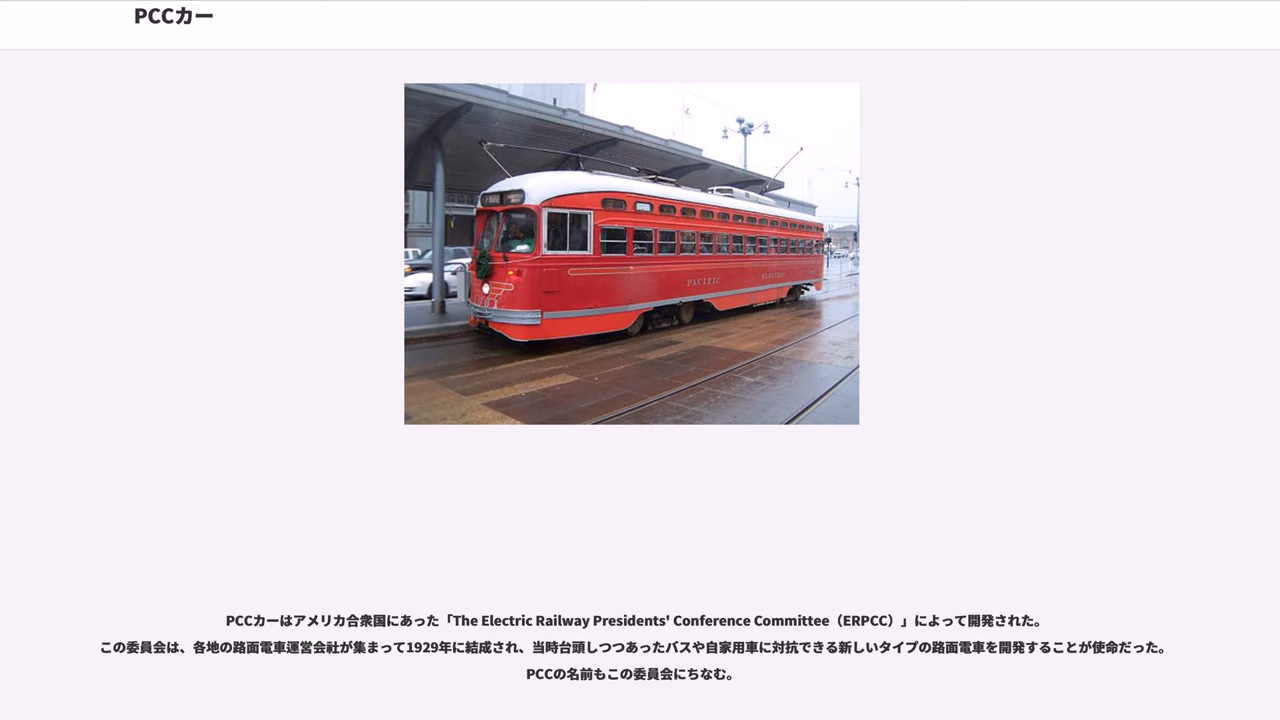 PCCカー
PACIFIC ELECTRIC
PCCカーはアメリカ合衆国にあった「The Electric Railway Presidents' Conference Committee（ERPCC）」によって開発された。
この委員会は、各地の路面電車運営会社が集まって1929年に結成され、当時台頭しつつあったバスや自家用車に対抗できる新しいタイプの路面電車を開発することが使命だった。
PCCの名前もこの委員会にちなむ。